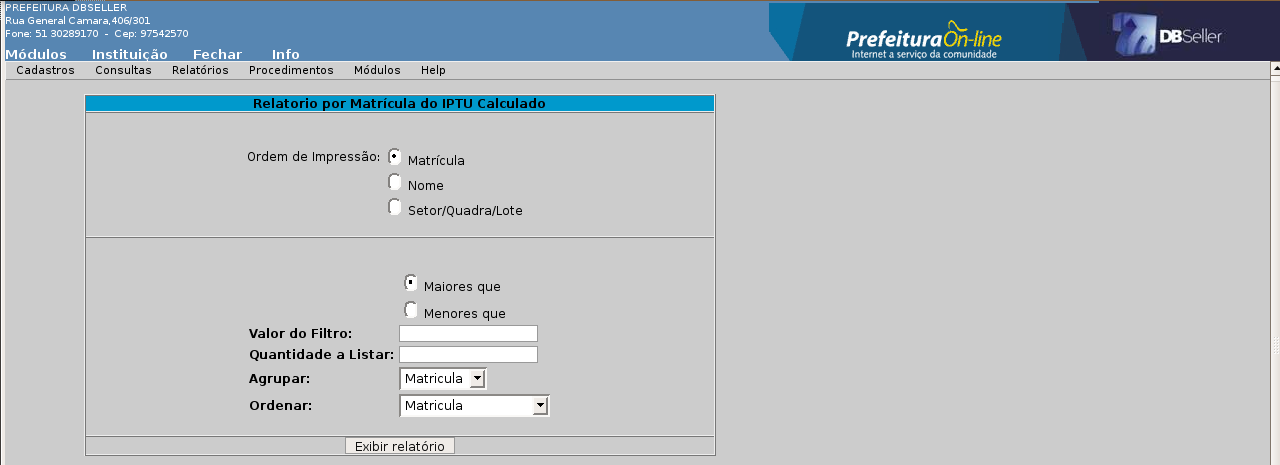 PREFEITURA DBSELLER
Rua General Camara,406/301
Fone: 51 30289170 - Cep: 97542570
Módulos Instituição Fechar Info
PrefeituraOn-line
Internet a serviço da comunidade
DBSeller
Cadastros Consultas Relatórios Procedimentos Módulos Help
Relatorio por Matrícula do IPTU Calculado
Ordem de Impressão: Matrícula
Nome
Setor/Quadra/Lote
Maiores que
Menores que
Valor do Filtro:
Quantidade a Listar:
Agrupar: Matricula
Ordenar: Matricula
Exibir relatório